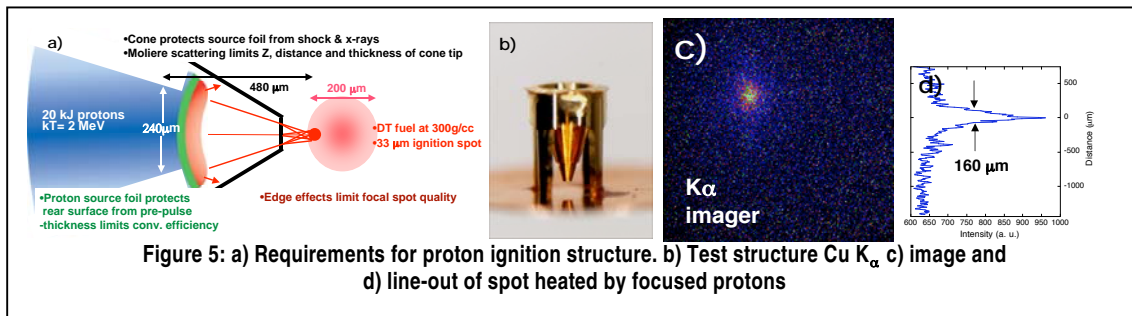 a)
•Cone protects source foil from shock & x-rays
•Moliere scattering limits Z, distance and thickness of cone tip
480 μm
200 μm
20 kJ protons
kT= 2 MeV
240μm
•DT fuel at 300g/cc
•33 μm ignition spot
•Proton source foil protects
rear surface from pre-pulse
-thickness limits conv. efficiency
•Edge effects limit focal spot quality
b)
c)
Kα
imager
d)
160 μm
500
0
-500
-1000
Distance (μm)
600 650 700 750 800 850 900 950 1000
Intensity (a. u.)
Figure 5: a) Requirements for proton ignition structure. b) Test structure Cu Kα c) image and
d) line-out of spot heated by focused protons